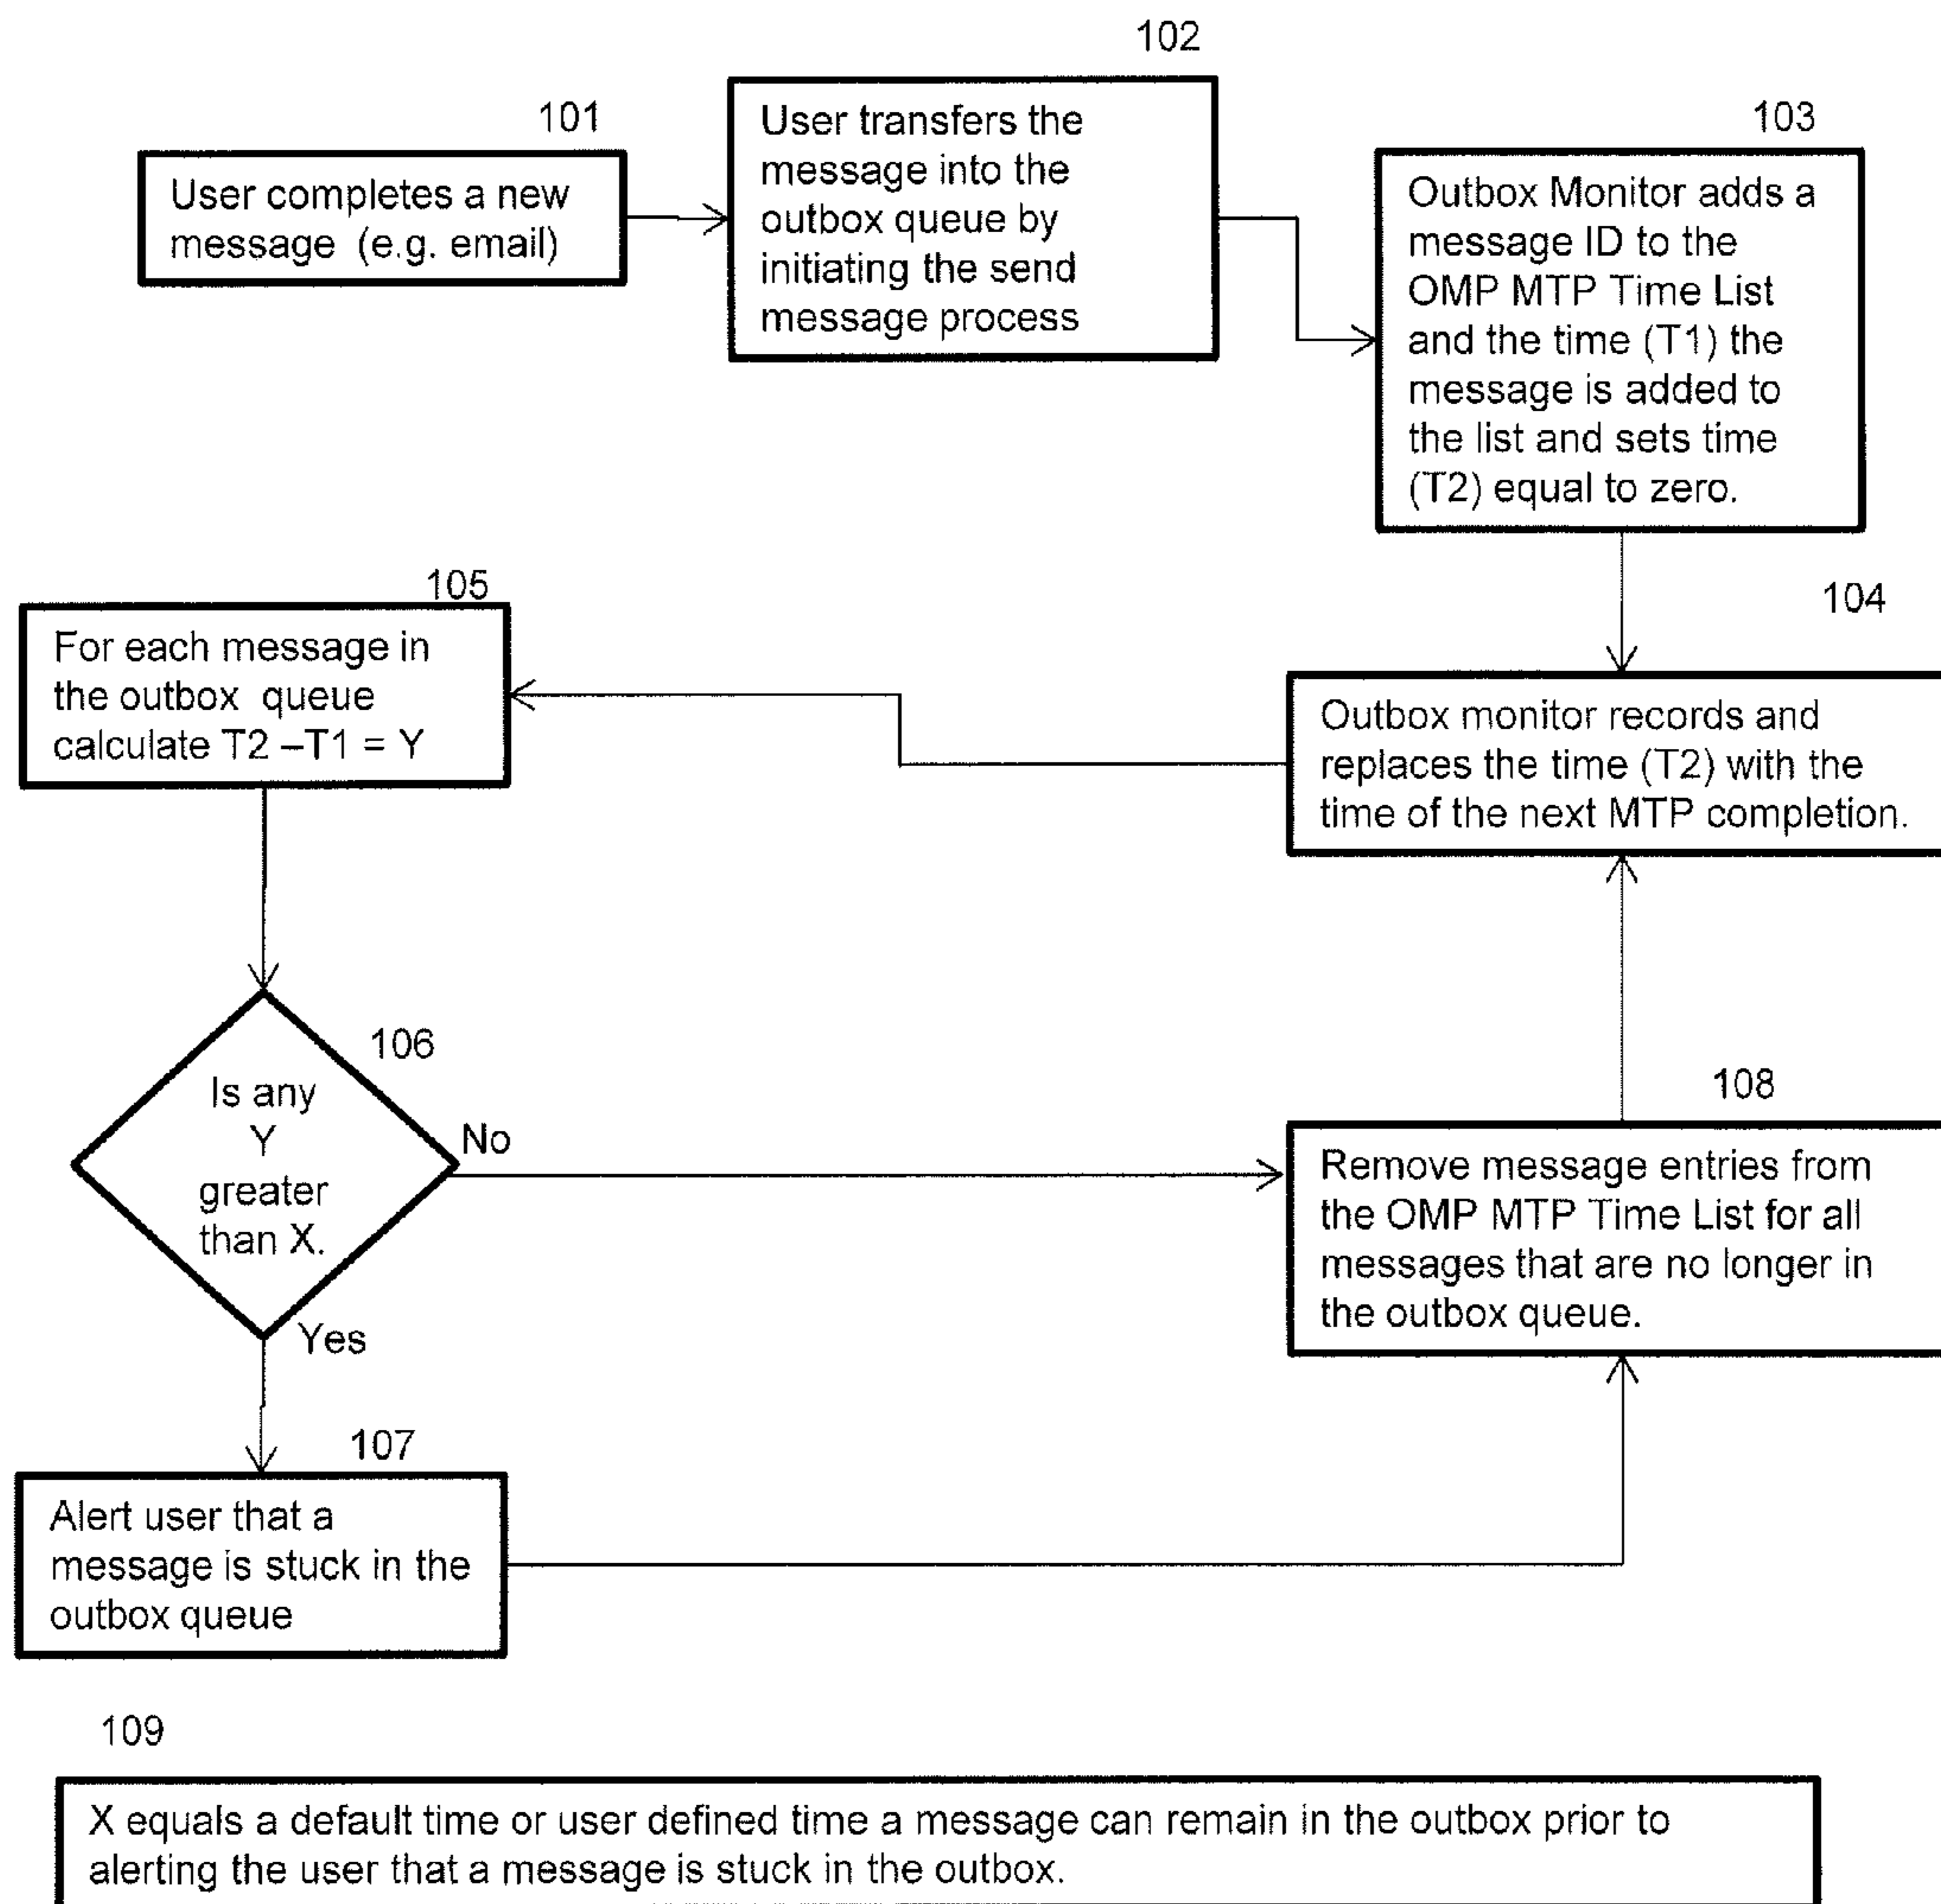 102
101
User transfers the
message into the
outbox queue by
initiating the send
message process
103
User completes a new
message (e.g. email)
Outbox Monitor adds a
message ID to the
OMP MTP Time List
and the time (T1) the
message is added to
the list and sets time
(T2) equal to zero.
105
104
For each message in
the outbox queue
calculate T2 –T1 = Y
Outbox monitor records and
replaces the time (T2) with the
time of the next MTP completion.
106
Is any
Y
greater
than X.
No
Yes
108
Remove message entries from
the OMP MTP Time List for all
messages that are no longer in
the outbox queue.
107
Alert user that a
message is stuck in the
outbox queue
109
X equals a default time or user defined time a message can remain in the outbox prior to
alerting the user that a message is stuck in the outbox.